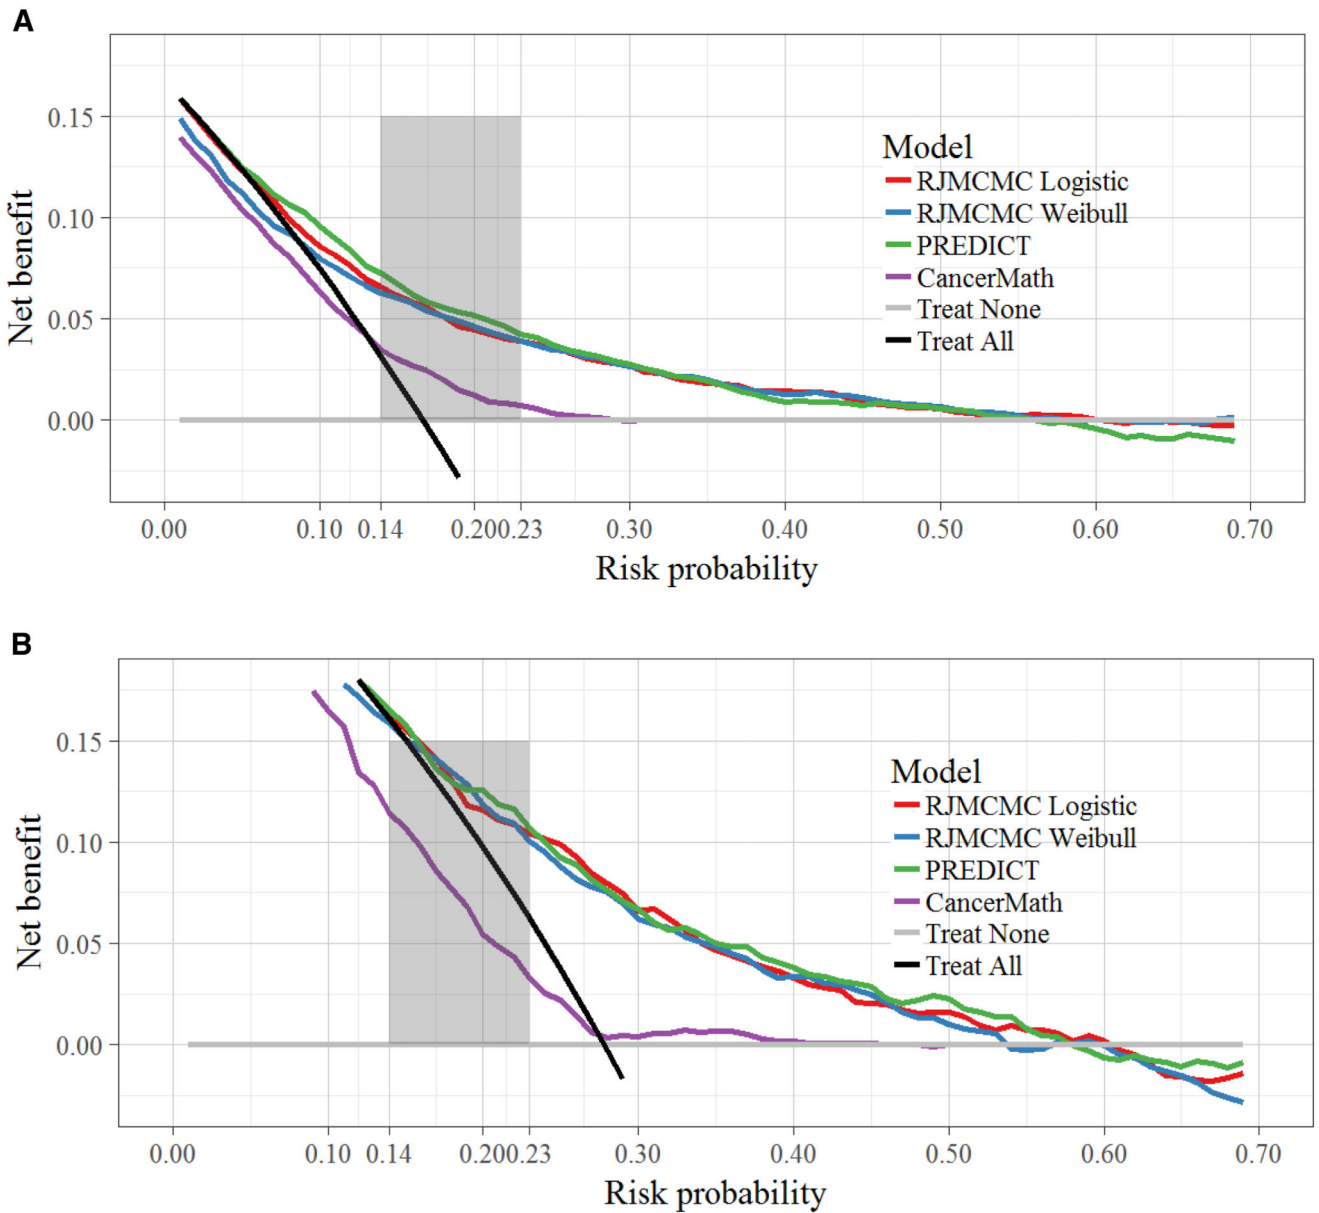 A
Net benefit
0.15
0.10
0.05
0.00
Model
RJMCMC Logistic
RJMCMC Weibull
PREDICT
CancerMath
Treat None
Treat All
0.00 0.10 0.14 0.20 0.23 0.30 0.40 0.50 0.60 0.70
Risk probability
B
Net benefit
0.15
0.10
0.05
0.00
Model
RJMCMC Logistic
RJMCMC Weibull
PREDICT
CancerMath
Treat None
Treat All
0.00 0.10 0.14 0.20 0.23 0.30 0.40 0.50 0.60 0.70
Risk probability